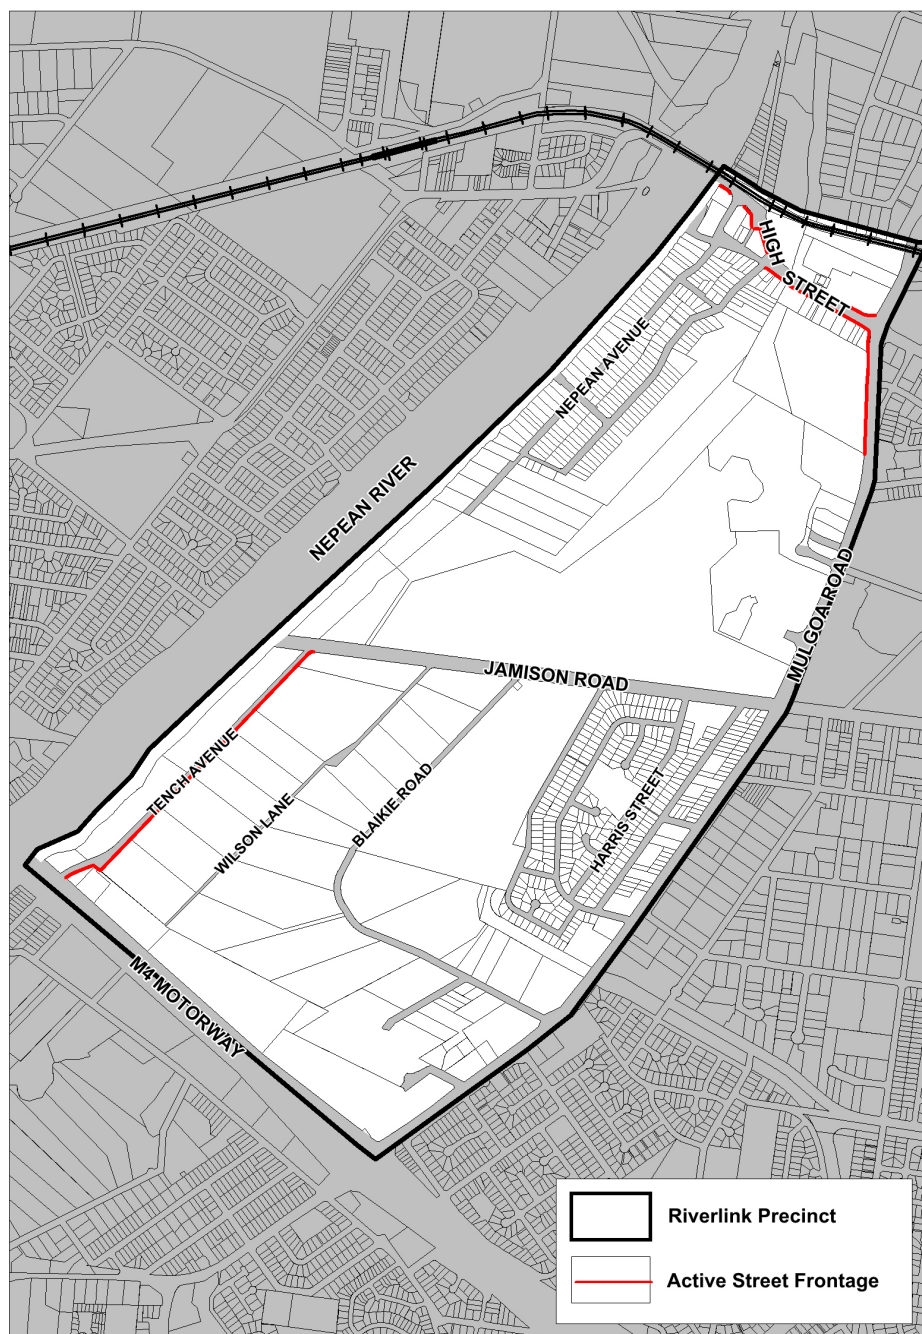 HIGH STREET
NEPEAN AVENUE
NEPEAN RIVER
MULGOA ROAD
JAMISON ROAD
TENCH AVENUE
WILSON LANE
BLAIKIE ROAD
HARRIS STREET
M4 MOTORWAY
Riverlink Precinct
Active Street Frontage